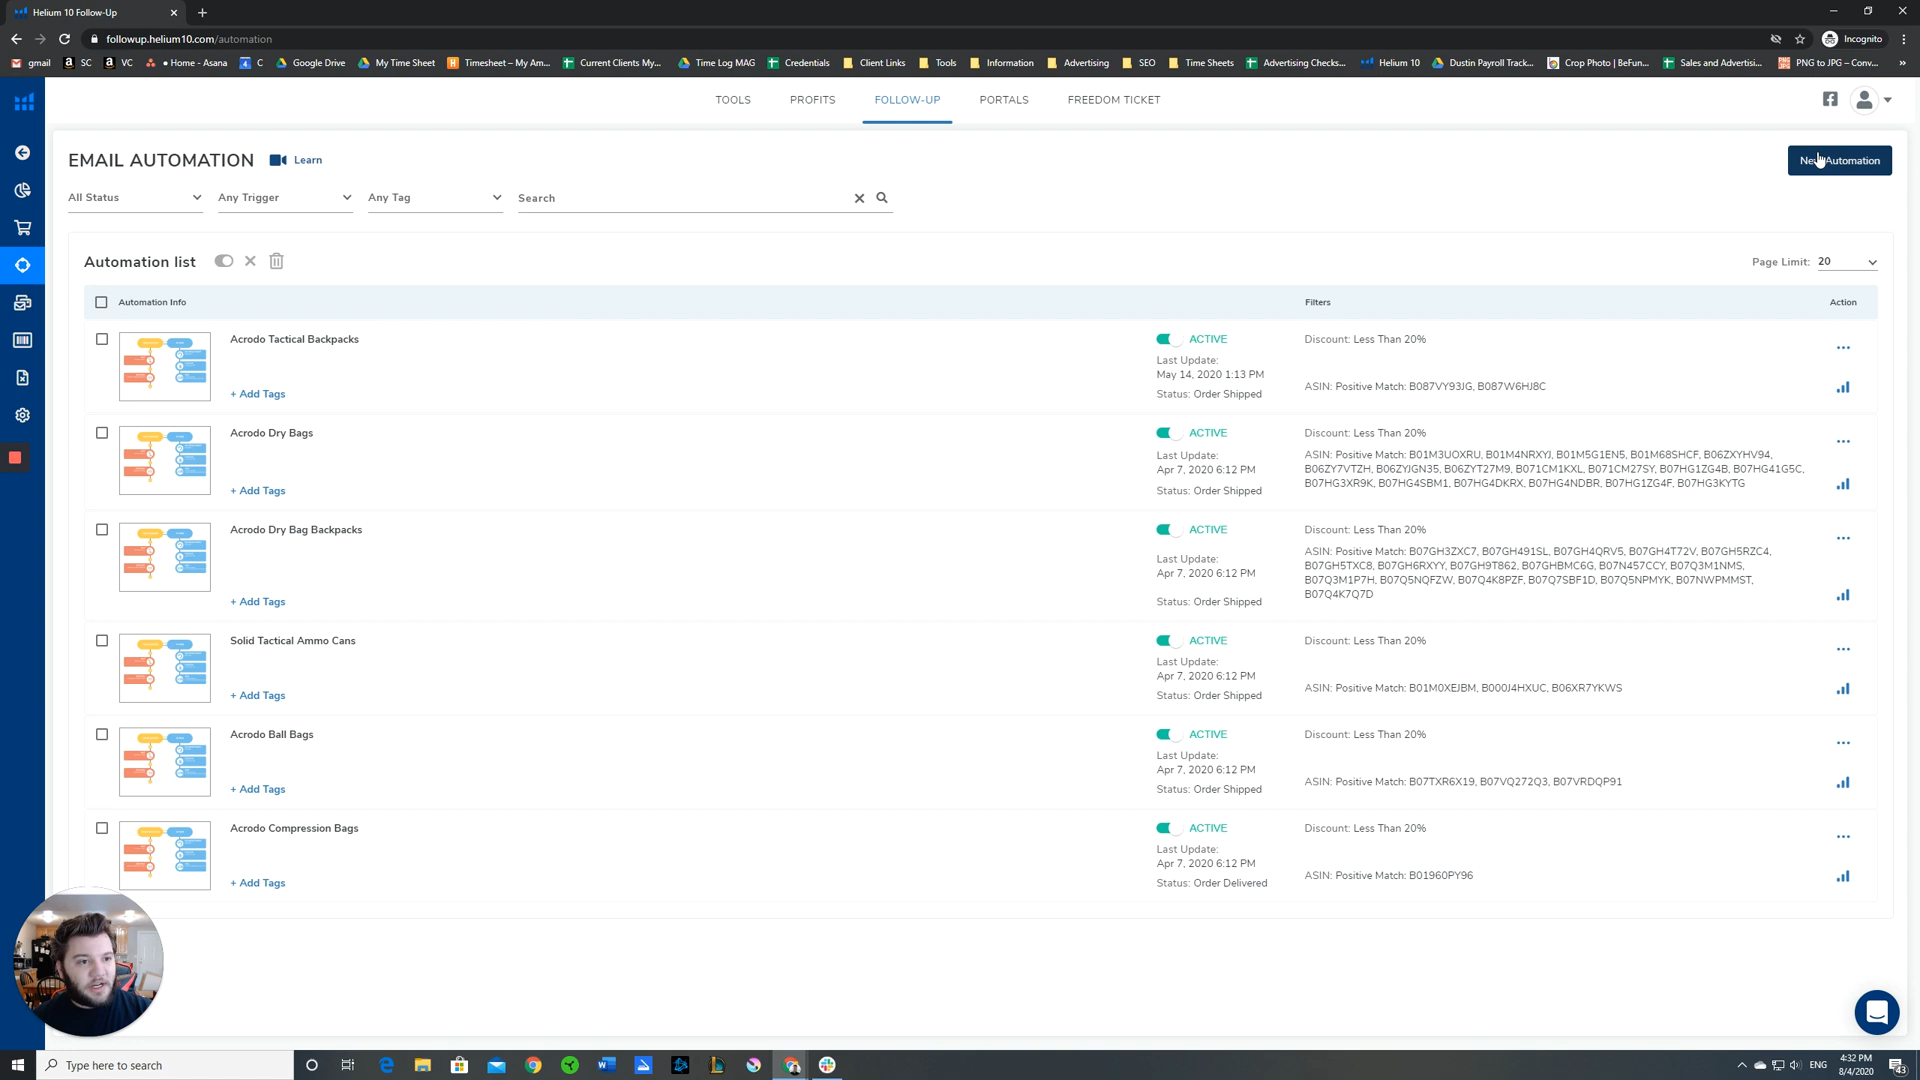 Helium 10 Follow-Up
followup.helium10.com/automation
Incognito
gmail SC VC • Home - Asana C Google Drive My Time Sheet Timesheet – My Am... Current Clients My... Time Log MAG Credentials Client Links Tools Information Advertising SEO Time Sheets Advertising Checks... Helium 10 Dustin Payroll Track... Crop Photo | BeFun... Sales and Advertisi... PNG to JPG – Conv... »
TOOLS PROFITS FOLLOW-UP PORTALS FREEDOM TICKET
EMAIL AUTOMATION Learn
New Automation
All Status Any Trigger Any Tag Search
Automation list
Page Limit: 20
Automation Info Filters Action
Acrodo Tactical Backpacks ACTIVE Discount: Less Than 20%
Last Update:
May 14, 2020 1:13 PM
ASIN: Positive Match: B087VY93JG, B087W6HJ8C
+ Add Tags Status: Order Shipped
Acrodo Dry Bags ACTIVE Discount: Less Than 20%
Last Update:
Apr 7, 2020 6:12 PM
ASIN: Positive Match: B01M3UOXRU, B01M4NRXYJ, B01M5G1EN5, B01M68SHCF, B06ZXYHV94,
B06ZY7VTZH, B06ZYJGN35, B06ZYT27M9, B071CM1KXL, B071CM27SY, B07HG1ZG4B, B07HG41G5C,
B07HG3XR9K, B07HG4SBM1, B07HG4DKRX, B07HG4NDBR, B07HG1ZG4F, B07HG3KYTG
+ Add Tags Status: Order Shipped
Acrodo Dry Bag Backpacks ACTIVE Discount: Less Than 20%
Last Update:
Apr 7, 2020 6:12 PM
ASIN: Positive Match: B07GH3ZXC7, B07GH491SL, B07GH4QRV5, B07GH4T72V, B07GH5RZC4,
B07GH5TXC8, B07GH6RXYY, B07GH9T862, B07GHBMC6G, B07N457CCY, B07Q3M1NMS,
B07Q3M1P7H, B07Q5NQFZW, B07Q4K8PZF, B07Q7SBF1D, B07Q5NPMYK, B07NWPMMST,
B07Q4K7Q7D
+ Add Tags Status: Order Shipped
Solid Tactical Ammo Cans ACTIVE Discount: Less Than 20%
Last Update:
Apr 7, 2020 6:12 PM
ASIN: Positive Match: B01M0XEJBM, B000J4HXUC, B06XR7YKWS
+ Add Tags Status: Order Shipped
Acrodo Ball Bags ACTIVE Discount: Less Than 20%
Last Update:
Apr 7, 2020 6:12 PM
ASIN: Positive Match: B07TXR6X19, B07VQ272Q3, B07VRDQP91
+ Add Tags Status: Order Shipped
Acrodo Compression Bags ACTIVE Discount: Less Than 20%
Last Update:
Apr 7, 2020 6:12 PM
ASIN: Positive Match: B01960PY96
+ Add Tags Status: Order Delivered
Type here to search
ENG
4:32 PM
8/4/2020
43